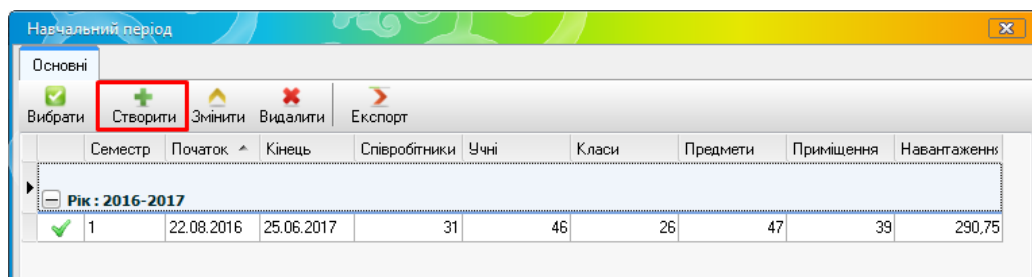 Навчальний період
Основні
Вибрати Створити Змінити Видалити Експорт
Семестр Початок Кінець Співробітники Учні Класи Предмети Приміщення Навантаженн
Рік : 2016-2017
1 22.08.2016 25.06.2017 31 46 26 47 39 290,75